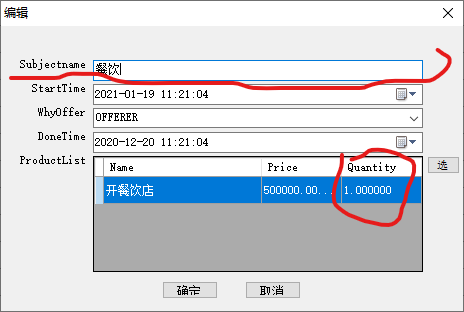 编辑
Subjectname 餐饮
StartTime 2021-01-19 11:21:04
WhyOffer OFFERER
DoneTime 2020-12-20 11:21:04
ProductList Name Price Quantity 选
开餐饮店 500000.00... 1.000000
确定 取消